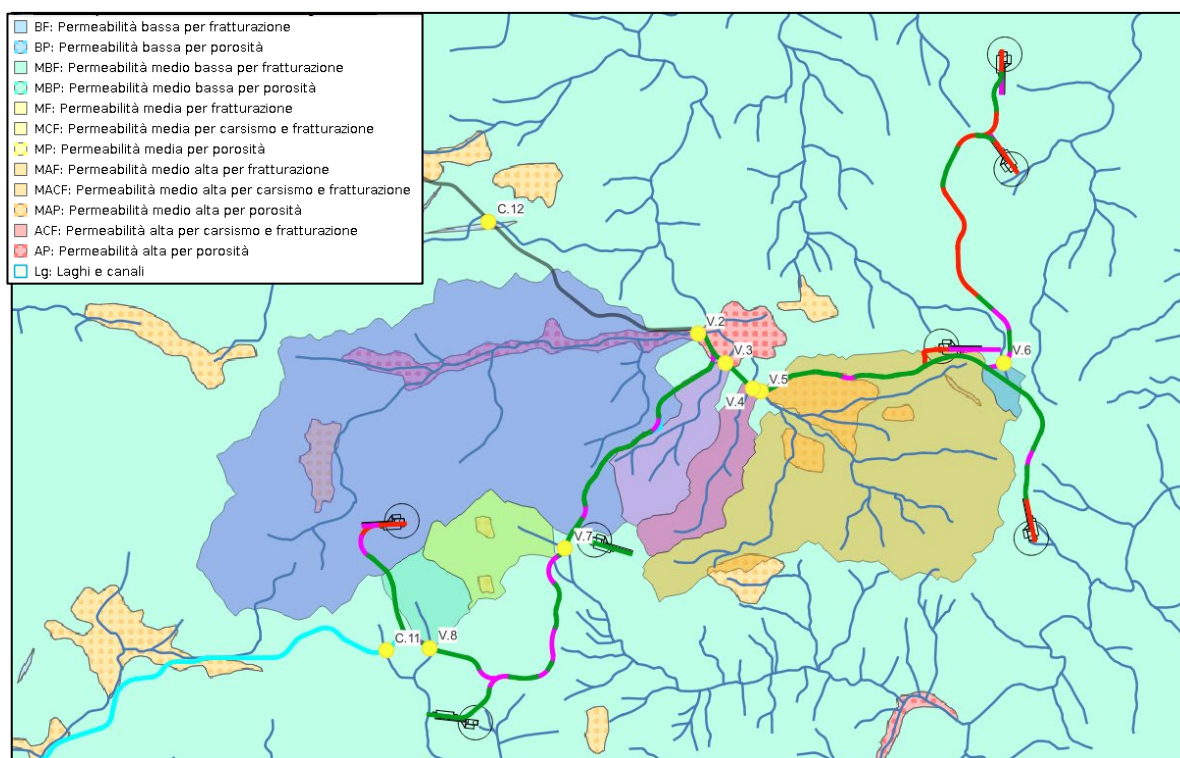 BF: Permeabilità bassa per fratturazione
BP: Permeabilità bassa per porosità
MBF: Permeabilità medio bassa per fratturazione
MBP: Permeabilità medio bassa per porosità
MF: Permeabilità media per fratturazione
MCF: Permeabilità media per carsismo e fratturazione
MP: Permeabilità media per porosità
MAF: Permeabilità medio alta per fratturazione
MACF: Permeabilità medio alta per carsismo e fratturazione
MAP: Permeabilità medio alta per porosità
ACF: Permeabilità alta per carsismo e fratturazione
AP: Permeabilità alta per porosità
Lg: Laghi e canali
C.12
V.2
V.3
V.6
V.5
V.4
V.7
C.11
V.8